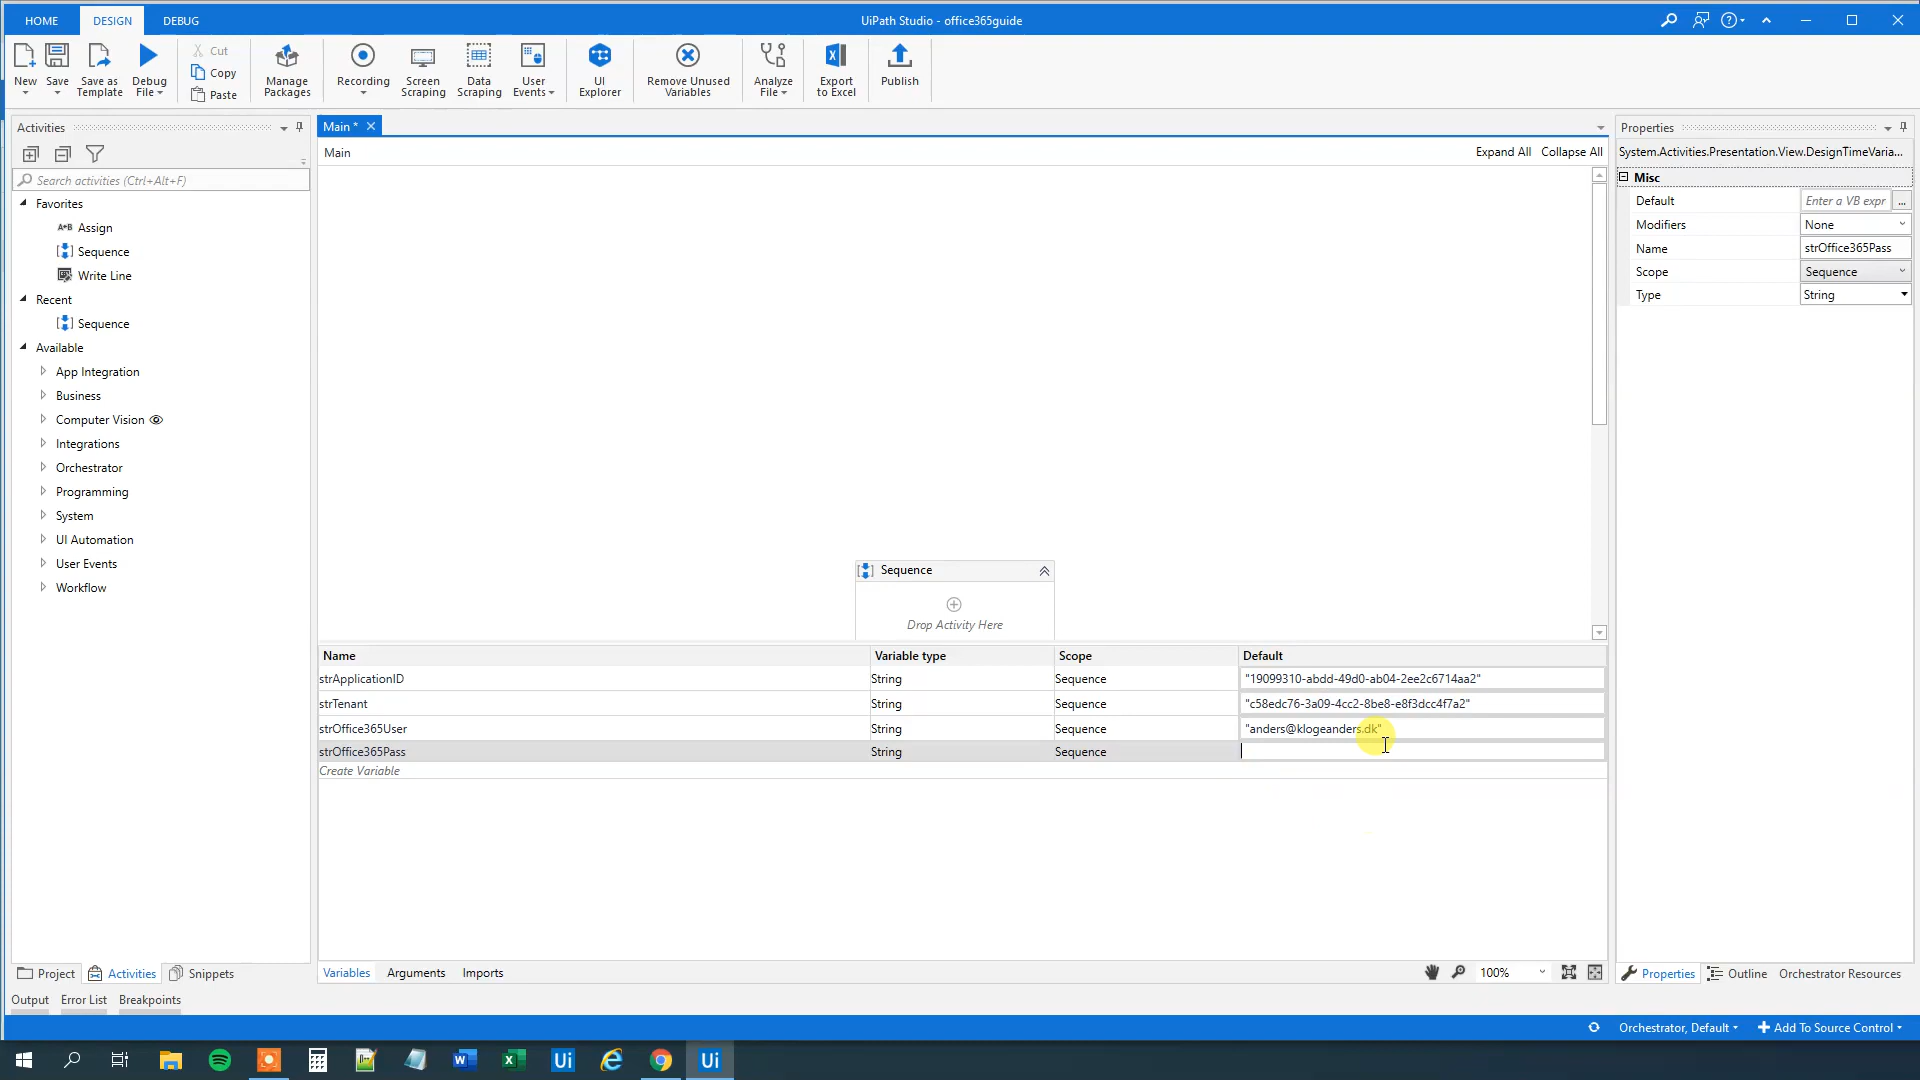 HOME DESIGN DEBUG UiPath Studio - office365guide
New Save Save as Template Debug File Cut Copy Paste Manage Packages Recording Screen Scraping Data Scraping User Events UI Explorer Remove Unused Variables Analyze File Export to Excel Publish
Activities
Search activities (Ctrl+Alt+F)
Favorites
Assign
Sequence
Write Line
Recent
Sequence
Available
App Integration
Business
Computer Vision
Integrations
Orchestrator
Programming
System
UI Automation
User Events
Workflow
Project Activities Snippets
Main *
Main Expand All Collapse All
Sequence
Drop Activity Here
Name Variable type Scope Default
strApplicationID String Sequence "19099310-abdd-49d0-ab04-2ee2c6714aa2"
strTenant String Sequence "c58edc76-3a09-4cc2-8be8-e8f3dcc4f7a2"
strOffice365User String Sequence "anders@klogeanders.dk"
strOffice365Pass String Sequence
Create Variable
Variables Arguments Imports 100%
Properties
System.Activities.Presentation.View.DesignTimeVaria...
Misc
Default Enter a VB expr ...
Modifiers None
Name strOffice365Pass
Scope Sequence
Type String
Properties Outline Orchestrator Resources
Output Error List Breakpoints
Orchestrator, Default Add To Source Control
Ui Ui